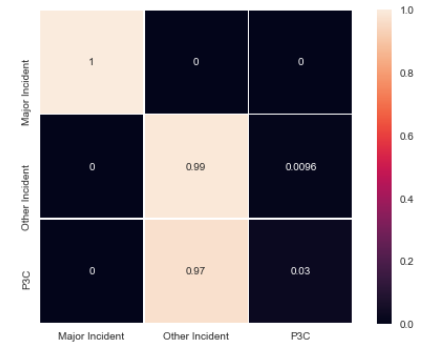 Major Incident 1 0 0
Other Incident 0 0.99 0.0096
P3C 0 0.97 0.03
Major Incident Other Incident P3C
1.0
0.8
0.6
0.4
0.2
0.0